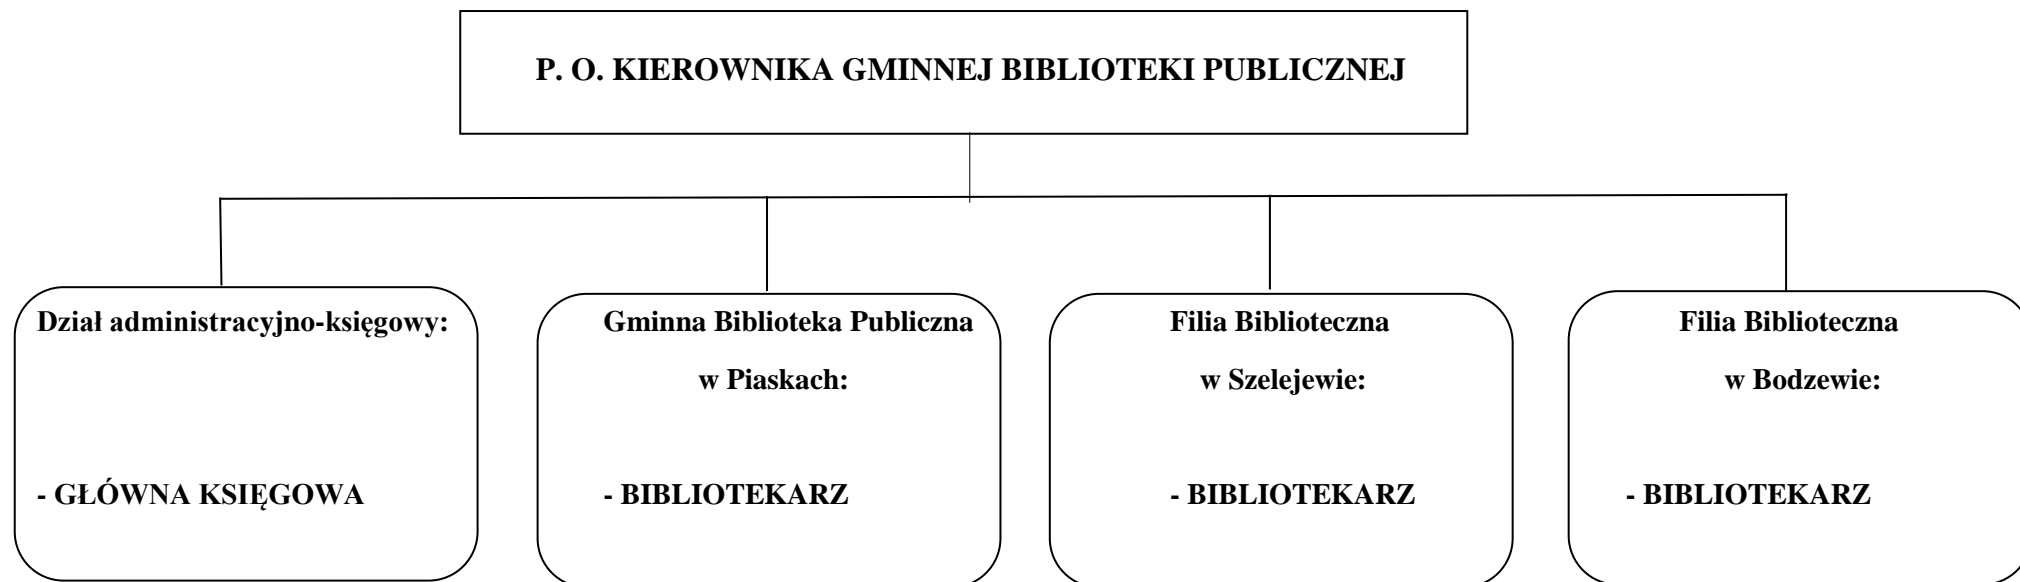 P. O. KIEROWNIKA GMINNEJ BIBLIOTEKI PUBLICZNEJ
Dział administracyjno-księgowy:
- GŁÓWNA KSIĘGOWA
Gminna Biblioteka Publiczna
w Piaskach:
- BIBLIOTEKARZ
Filia Biblioteczna
w Szelejewie:
- BIBLIOTEKARZ
Filia Biblioteczna
w Bodzewie:
- BIBLIOTEKARZ